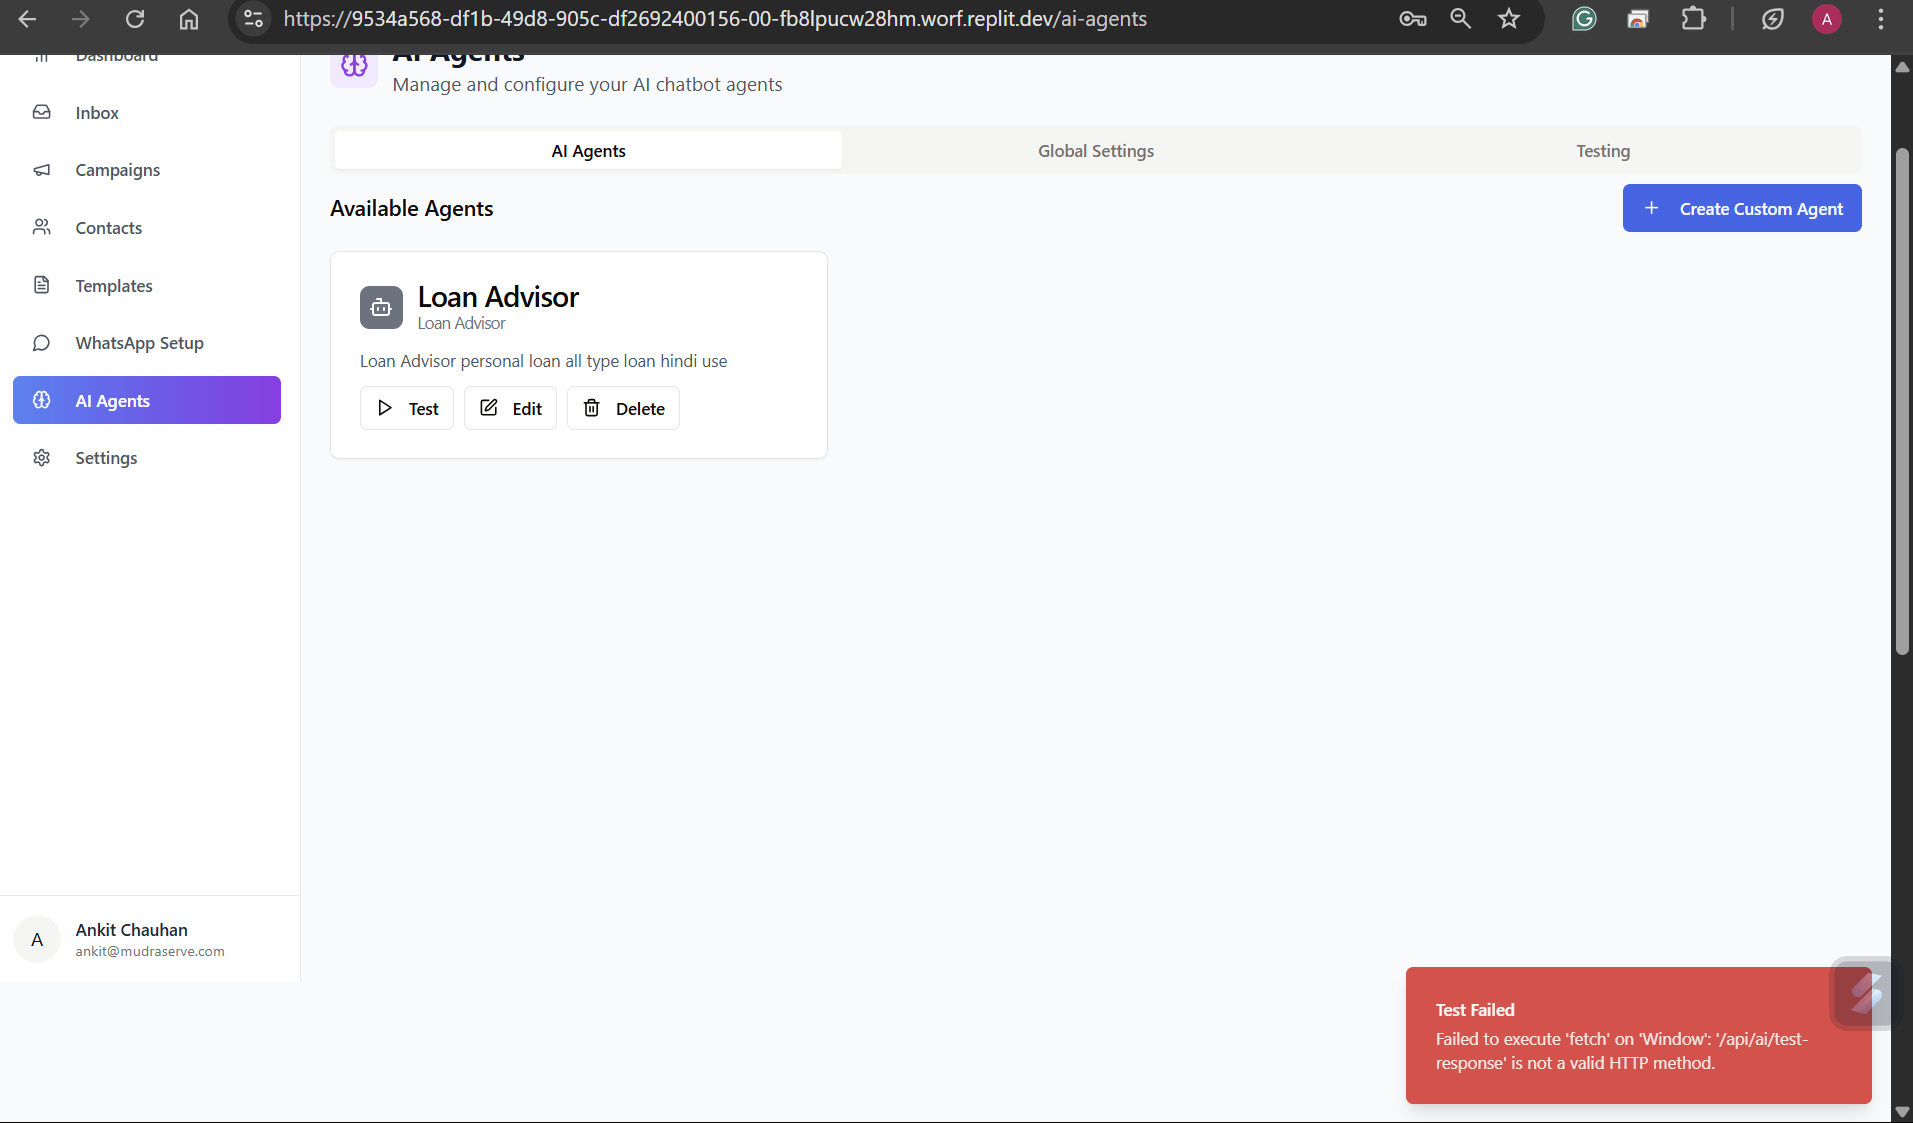 https://9534a568-df1b-49d8-905c-df2692400156-00-fb8lpucw28hm.worf.replit.dev/ai-agents
A
Dashboard
Inbox
Campaigns
Contacts
Templates
WhatsApp Setup
AI Agents
Settings
A
Ankit Chauhan
ankit@mudraserve.com
AI Agents
Manage and configure your AI chatbot agents
AI Agents
Global Settings
Testing
Available Agents
Create Custom Agent
Loan Advisor
Loan Advisor
Loan Advisor personal loan all type loan hindi use
Test
Edit
Delete
Test Failed
Failed to execute 'fetch' on 'Window': '/api/ai/test-
response' is not a valid HTTP method.